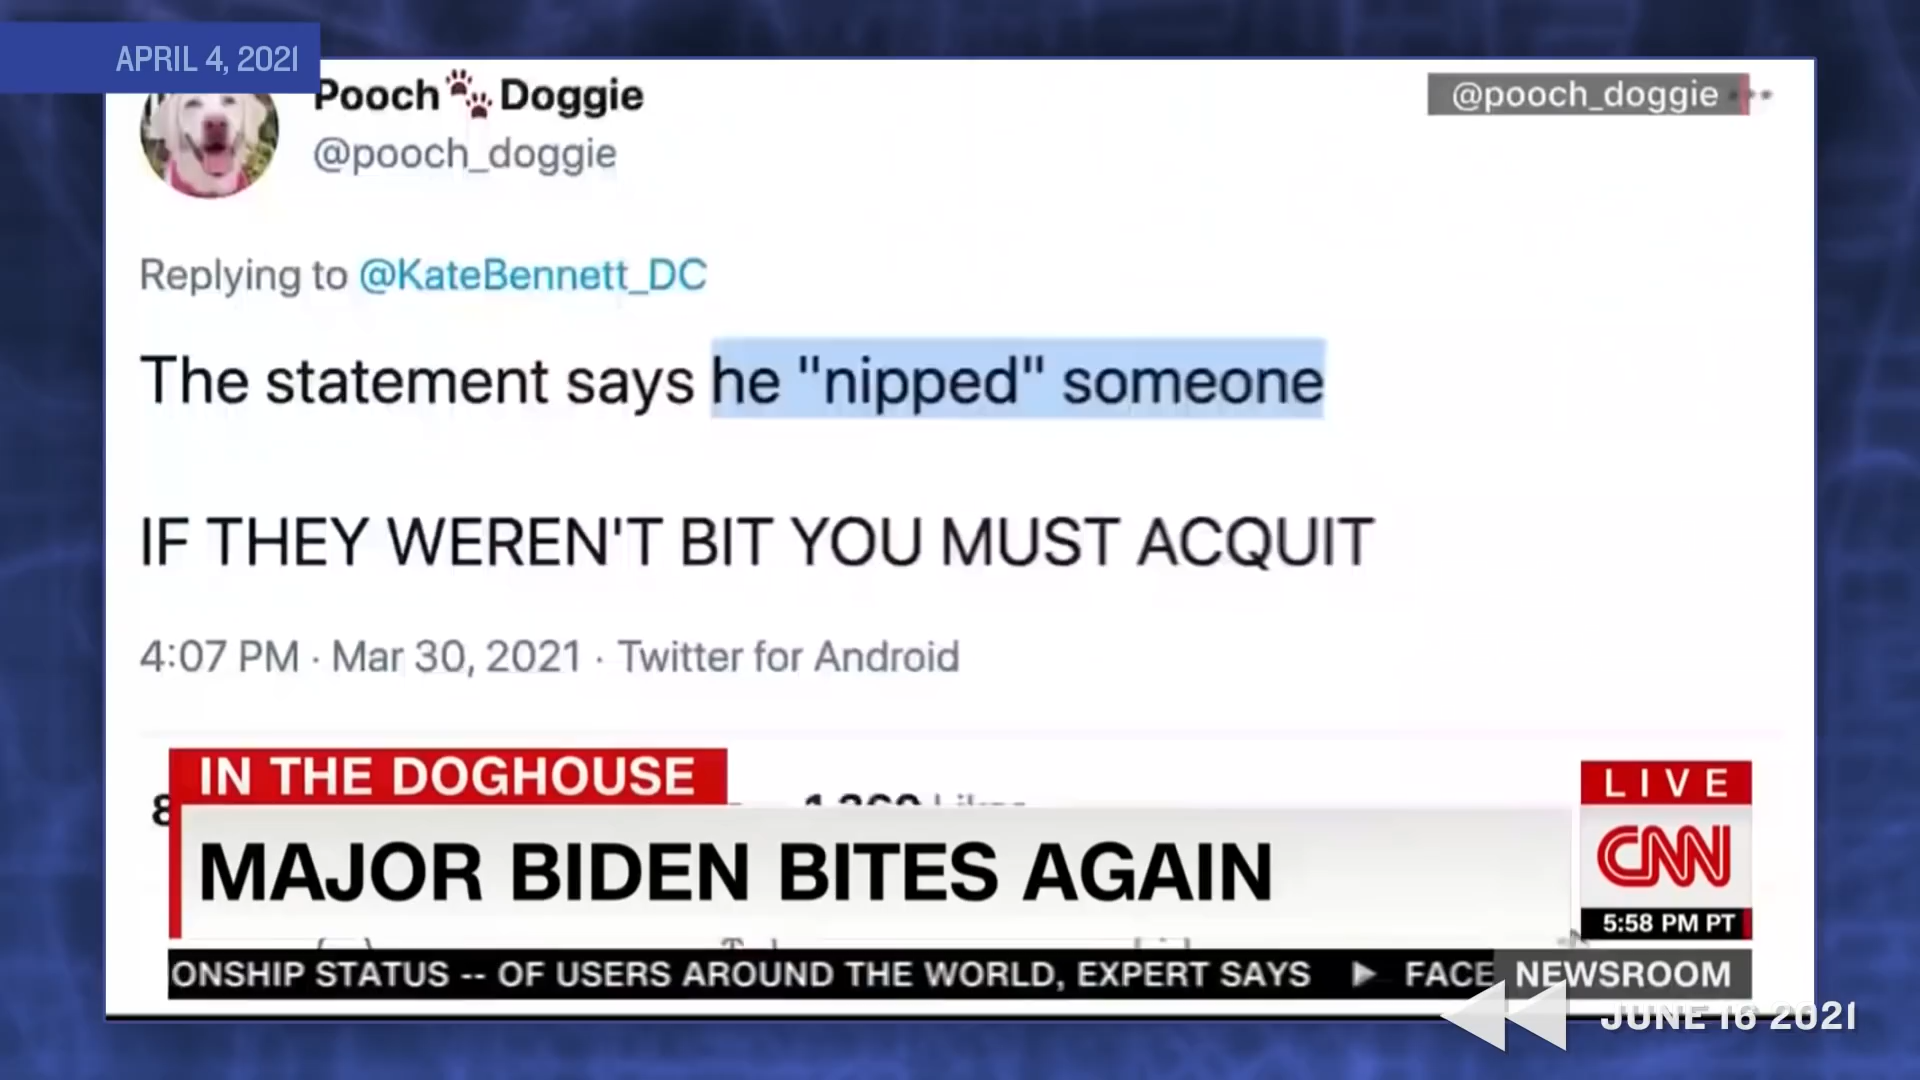 APRIL 4, 2021
Pooch Doggie
@pooch_doggie
@pooch_doggie
Replying to @KateBennett_DC
The statement says he "nipped" someone
IF THEY WEREN'T BIT YOU MUST ACQUIT
4:07 PM · Mar 30, 2021 · Twitter for Android
IN THE DOGHOUSE
MAJOR BIDEN BITES AGAIN
LIVE
CNN
5:58 PM PT
ONSHIP STATUS -- OF USERS AROUND THE WORLD, EXPERT SAYS ▶ FACE
NEWSROOM
JUNE 16 2021